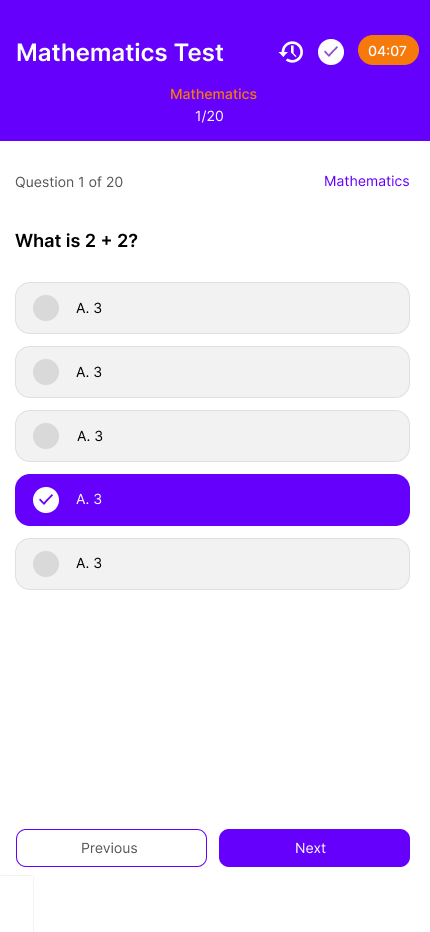 Mathematics Test
04:07
Mathematics
1/20
Question 1 of 20
Mathematics
What is 2 + 2?
A. 3
A. 3
A. 3
A. 3
A. 3
Previous
Next